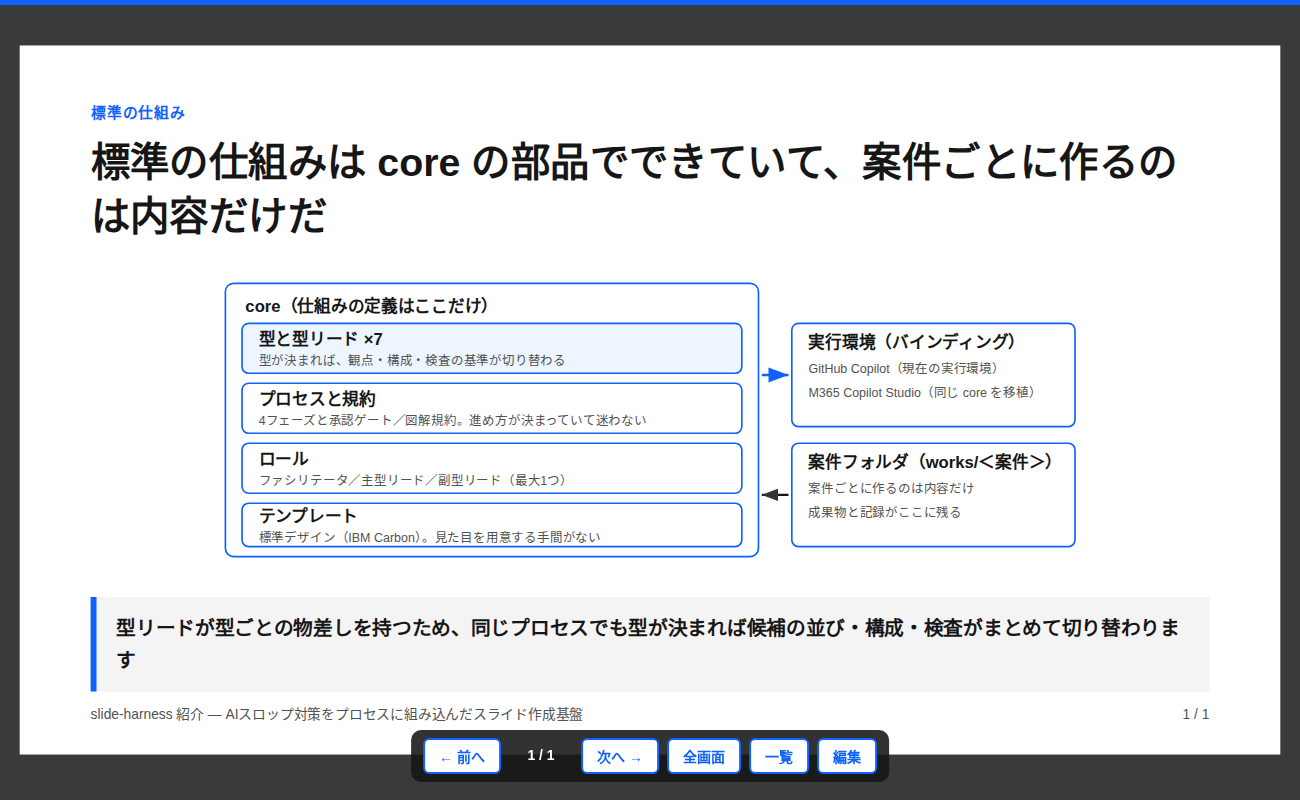 標準の仕組み
標準の仕組みは core の部品でできていて、案件ごとに作るの
は内容だけだ
core（仕組みの定義はここだけ）
型と型リード ×7
型が決まれば、観点・構成・検査の基準が切り替わる
プロセスと規約
4フェーズと承認ゲート／図解規約。進め方が決まっていて迷わない
ロール
ファシリテータ／主型リード／副型リード（最大1つ）
テンプレート
標準デザイン（IBM Carbon）。見た目を用意する手間がない
実行環境（バインディング）
GitHub Copilot（現在の実行環境）
M365 Copilot Studio（同じ core を移植）
案件フォルダ（works/＜案件＞）
案件ごとに作るのは内容だけ
成果物と記録がここに残る
型リードが型ごとの物差しを持つため、同じプロセスでも型が決まれば候補の並び・構成・検査がまとめて切り替わりま
す
slide-harness 紹介 — AIスロップ対策をプロセスに組み込んだスライド作成基盤
1 / 1
← 前へ
1 / 1
次へ →
全画面
一覧
編集